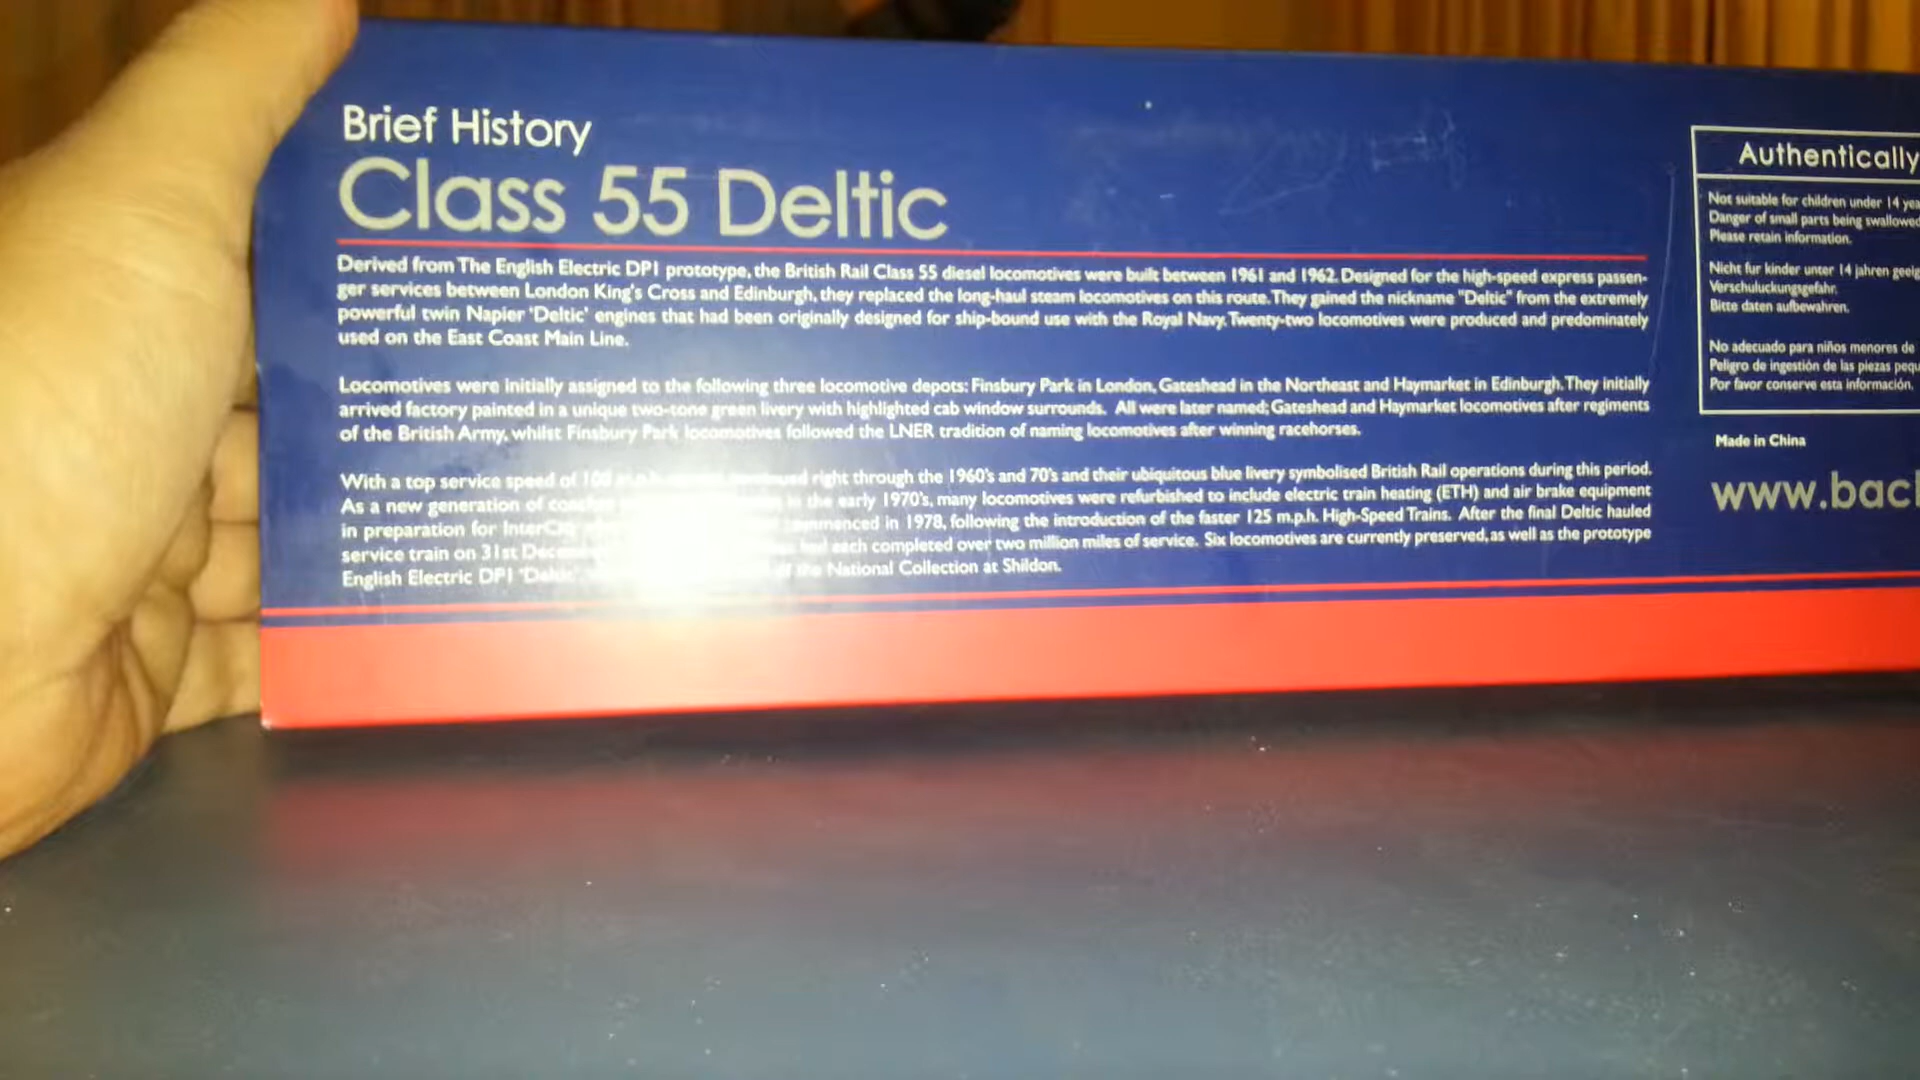 Brief History
Class 55 Deltic
Derived from The English Electric DP1 prototype, the British Rail Class 55 diesel locomotives were built between 1961 and 1962. Designed for the high-speed express passen-
ger services between London King's Cross and Edinburgh, they replaced the long-haul steam locomotives on this route. They gained the nickname "Deltic" from the extremely
powerful twin Napier 'Deltic' engines that had been originally designed for ship-bound use with the Royal Navy. Twenty-two locomotives were produced and predominately
used on the East Coast Main Line.
Locomotives were initially assigned to the following three locomotive depots: Finsbury Park in London, Gateshead in the Northeast and Haymarket in Edinburgh. They initially
arrived factory painted in a unique two-tone green livery with highlighted cab window surrounds. All were later named; Gateshead and Haymarket locomotives after regiments
of the British Army, whilst Finsbury Park locomotives followed the LNER tradition of naming locomotives after winning racehorses.
With a top service speed of 100 right through the 1960's and 70's and their ubiquitous blue livery symbolised British Rail operations during this period.
As a new generation of in the early 1970's, many locomotives were refurbished to include electric train heating (ETH) and air brake equipment
in preparation for commenced in 1978, following the introduction of the faster 125 m.p.h. High-Speed Trains. After the final Deltic hauled
service train on 31st had each completed over two million miles of service. Six locomotives are currently preserved, as well as the prototype
English Electric DP1 'Deltic' of the National Collection at Shildon.
Authentically
Not suitable for children under 14
Danger of small parts being swallowed
Please retain information.
Nicht fur kinder unter 14 jahren
Verschuluckungsgefahr.
Bitte daten aufbewahren.
No adecuado para niños menores de
Peligro de ingestión de las piezas
Por favor conserve esta información.
Made in China
www.bac